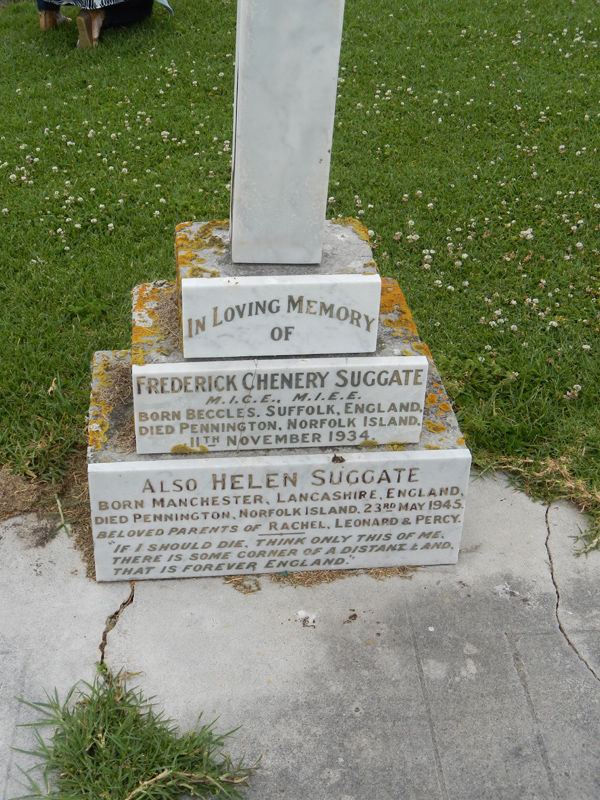 IN LOVING MEMORY
OF
FREDERICK CHENERY SUGGATE
M.I.C.E., M.I.E.E.
BORN BECCLES, SUFFOLK, ENGLAND,
DIED PENNINGTON, NORFOLK ISLAND,
11TH NOVEMBER 1934.
ALSO HELEN SUGGATE
BORN MANCHESTER, LANCASHIRE, ENGLAND,
DIED PENNINGTON, NORFOLK ISLAND. 23RD MAY 1945.
BELOVED PARENTS OF RACHEL, LEONARD & PERCY.
"IF I SHOULD DIE, THINK ONLY THIS OF ME,
THERE IS SOME CORNER OF A DISTANT LAND,
THAT IS FOREVER ENGLAND."